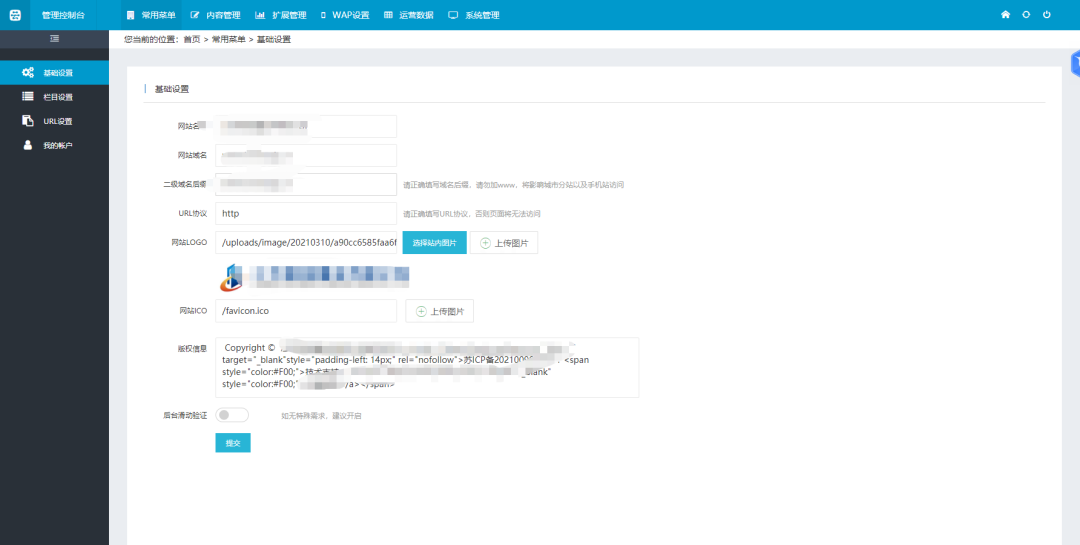 管理控制台 常用菜单 内容管理 扩展管理 WAP设置 运营数据 系统管理
您当前的位置: 首页 > 常用菜单 > 基础设置
基础设置
栏目设置
URL设置
我的帐户
基础设置
网站名
网站域名
二级域名后缀 请正确填写域名后缀，请勿加www，将影响城市分站以及手机站访问
URL协议 http 请正确填写URL协议，否则页面将无法访问
网站LOGO /uploads/image/20210310/a90cc6585faa6f 选择站内图片 上传图片
网站ICO /favicon.ico 上传图片
版权信息 Copyright ©
target="_blank"style="padding-left: 14px;" rel="nofollow">苏ICP备2021000 <span
style="color:#F00;">技术支持 _blank"
style="color:#F00;" /a></span>
后台滑动验证 如无特殊需求，建议开启
提交